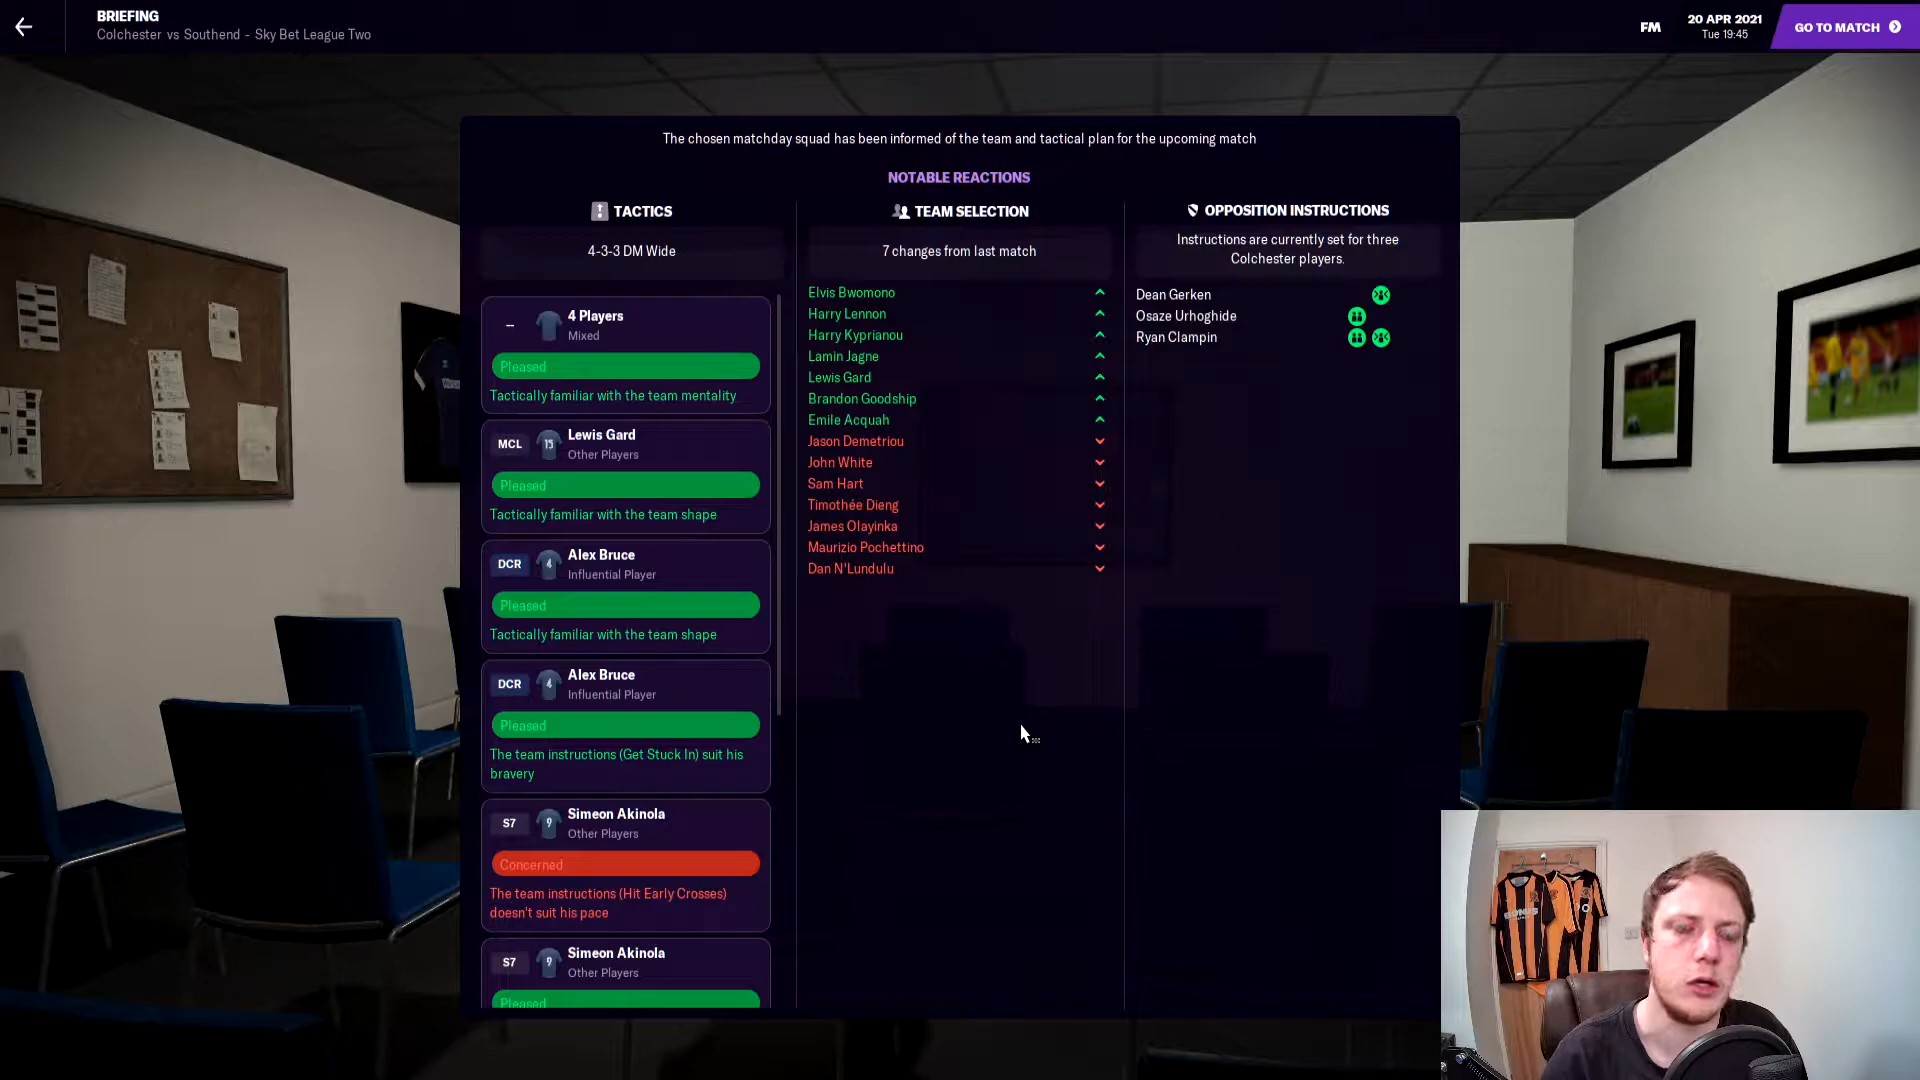 BRIEFING
Colchester vs Southend - Sky Bet League Two
FM
20 APR 2021
Tue 19:45
GO TO MATCH
The chosen matchday squad has been informed of the team and tactical plan for the upcoming match
NOTABLE REACTIONS
TACTICS
4-3-3 DM Wide
-- 4 Players
Mixed
Pleased
Tactically familiar with the team mentality
MCL 15 Lewis Gard
Other Players
Pleased
Tactically familiar with the team shape
DCR 4 Alex Bruce
Influential Player
Pleased
Tactically familiar with the team shape
DCR 4 Alex Bruce
Influential Player
Pleased
The team instructions (Get Stuck In) suit his
bravery
S7 9 Simeon Akinola
Other Players
Concerned
The team instructions (Hit Early Crosses)
doesn't suit his pace
S7 9 Simeon Akinola
Other Players
Pleased
TEAM SELECTION
7 changes from last match
Elvis Bwomono
Harry Lennon
Harry Kyprianou
Lamin Jagne
Lewis Gard
Brandon Goodship
Emile Acquah
Jason Demetriou
John White
Sam Hart
Timothée Dieng
James Olayinka
Maurizio Pochettino
Dan N'Lundulu
OPPOSITION INSTRUCTIONS
Instructions are currently set for three
Colchester players.
Dean Gerken
Osaze Urhoghide
Ryan Clampin
BONUS